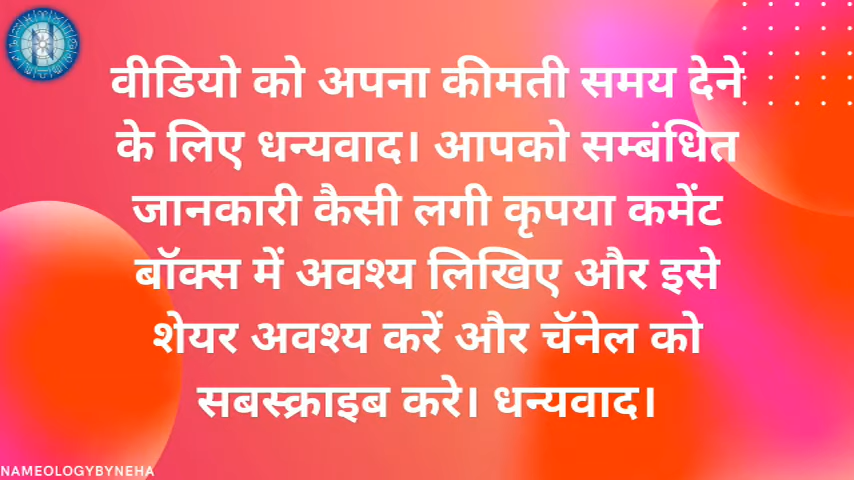 वीडियो को अपना कीमती समय देने
के लिए धन्यवाद। आपको सम्बंधित
जानकारी कैसी लगी कृपया कमेंट
बॉक्स में अवश्य लिखिए और इसे
शेयर अवश्य करें और चॅनेल को
सबस्क्राइब करे। धन्यवाद।
NAMEOLOGYBYNEHA